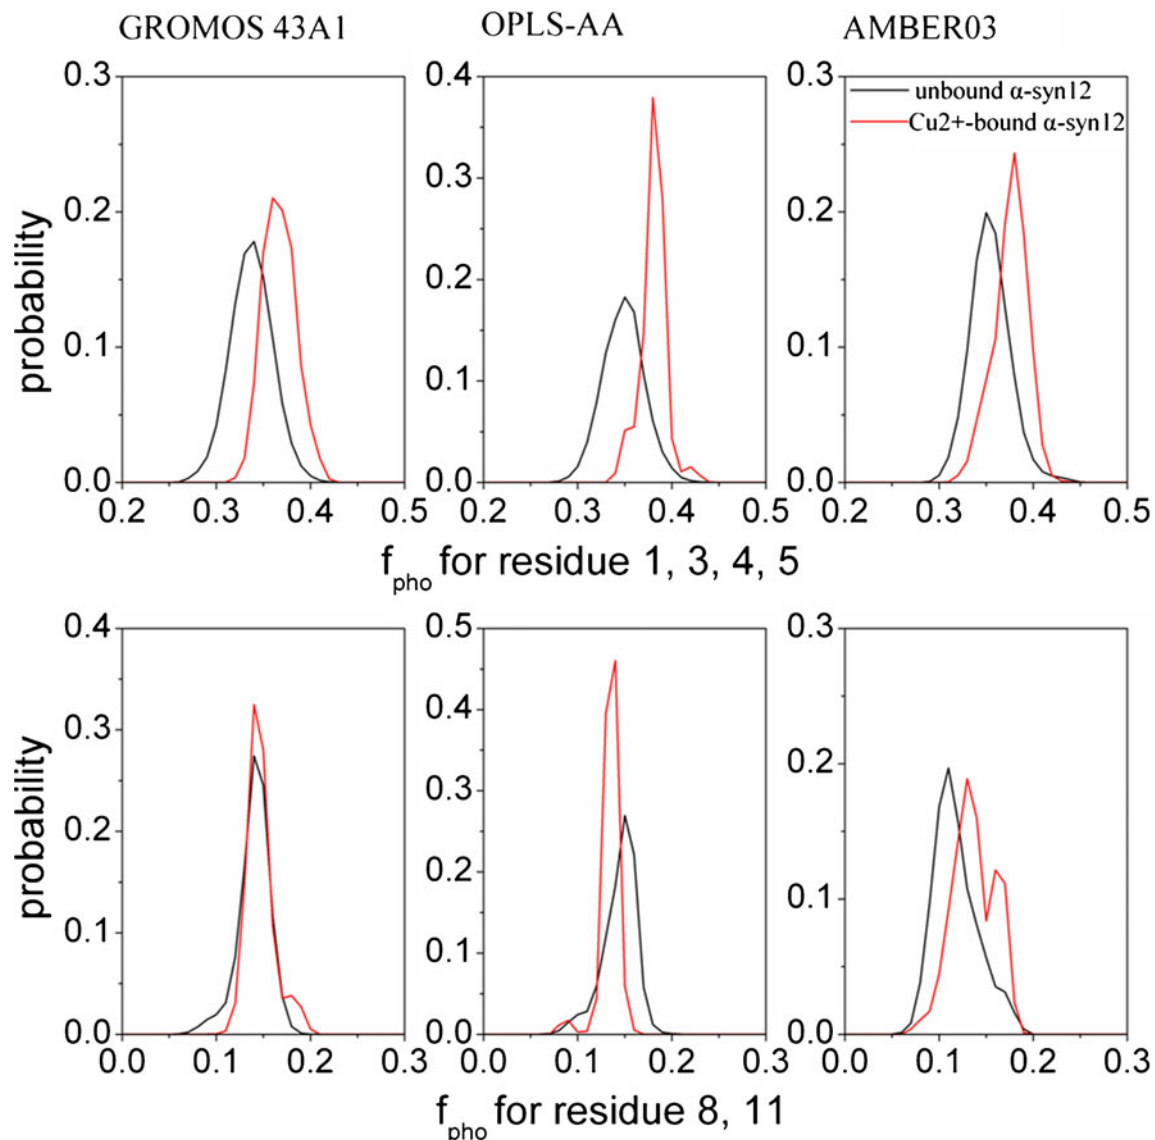 GROMOS 43A1 OPLS-AA AMBER03
0.3 0.4 0.3
unbound α-syn12
Cu2+-bound α-syn12
0.3
0.2 0.2
0.2
0.1 0.1
0.1
0.0 0.0 0.0
0.2 0.3 0.4 0.5 0.2 0.3 0.4 0.5 0.2 0.3 0.4 0.5
probability
fpho for residue 1, 3, 4, 5
0.4 0.5 0.3
0.4
0.3
0.2
0.3
0.2
0.2
0.1
0.1
0.1
0.0 0.0 0.0
0.0 0.1 0.2 0.3 0.0 0.1 0.2 0.3 0.0 0.1 0.2 0.3
probability
fpho for residue 8, 11